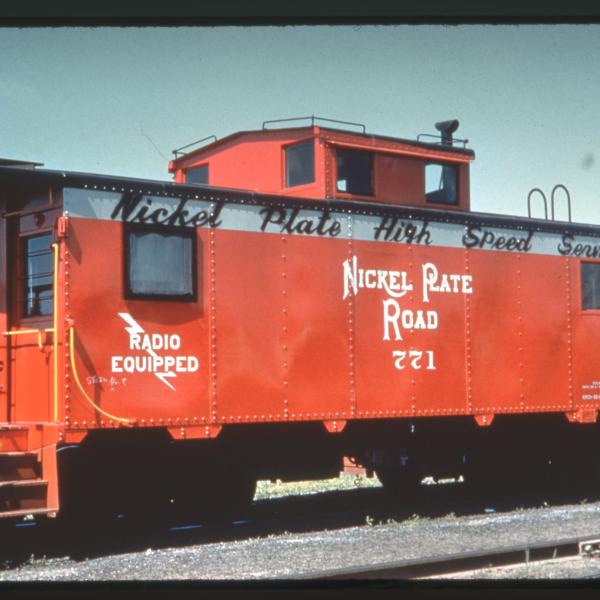 Nickel Plate High Speed Serv
NICKEL PLATE
ROAD
771
RADIO
EQUIPPED